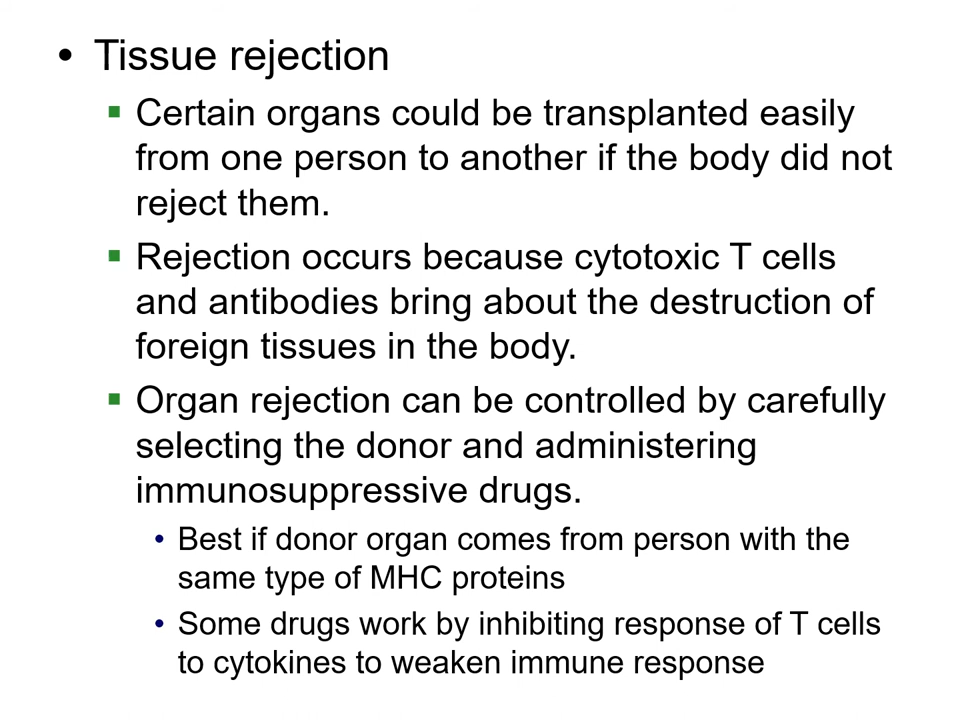 • Tissue rejection
▪ Certain organs could be transplanted easily
from one person to another if the body did not
reject them.
▪ Rejection occurs because cytotoxic T cells
and antibodies bring about the destruction of
foreign tissues in the body.
▪ Organ rejection can be controlled by carefully
selecting the donor and administering
immunosuppressive drugs.
• Best if donor organ comes from person with the
same type of MHC proteins
• Some drugs work by inhibiting response of T cells
to cytokines to weaken immune response